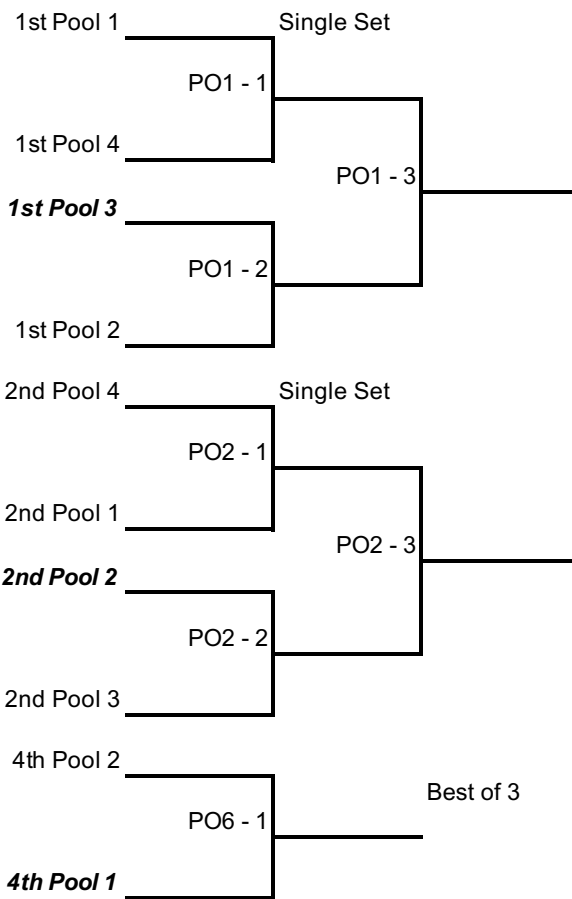 1st Pool 1
Single Set
PO1 - 1
1st Pool 4
PO1 - 3
1st Pool 3
PO1 - 2
1st Pool 2
2nd Pool 4
Single Set
PO2 - 1
2nd Pool 1
PO2 - 3
2nd Pool 2
PO2 - 2
2nd Pool 3
4th Pool 2
Best of 3
PO6 - 1
4th Pool 1